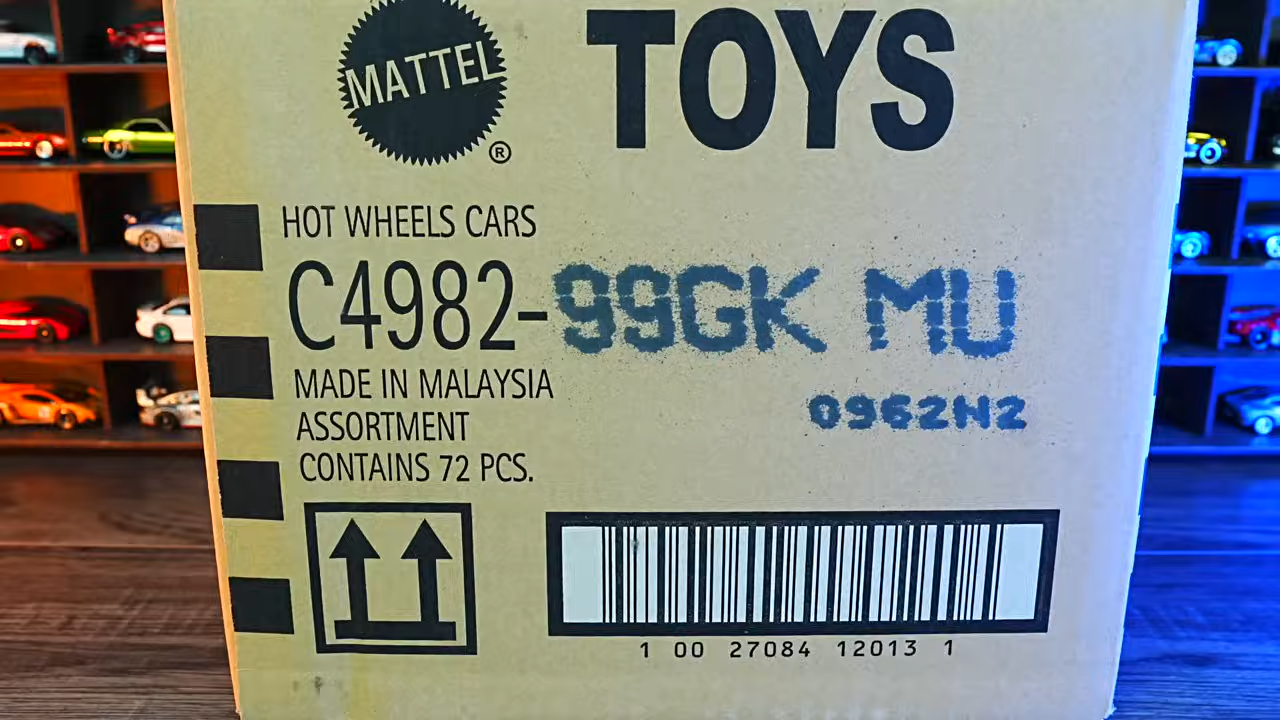 MATTEL ® TOYS
HOT WHEELS CARS
C4982-99GK MU
MADE IN MALAYSIA
0962N2
ASSORTMENT
CONTAINS 72 PCS.
1 00 27084 12013 1